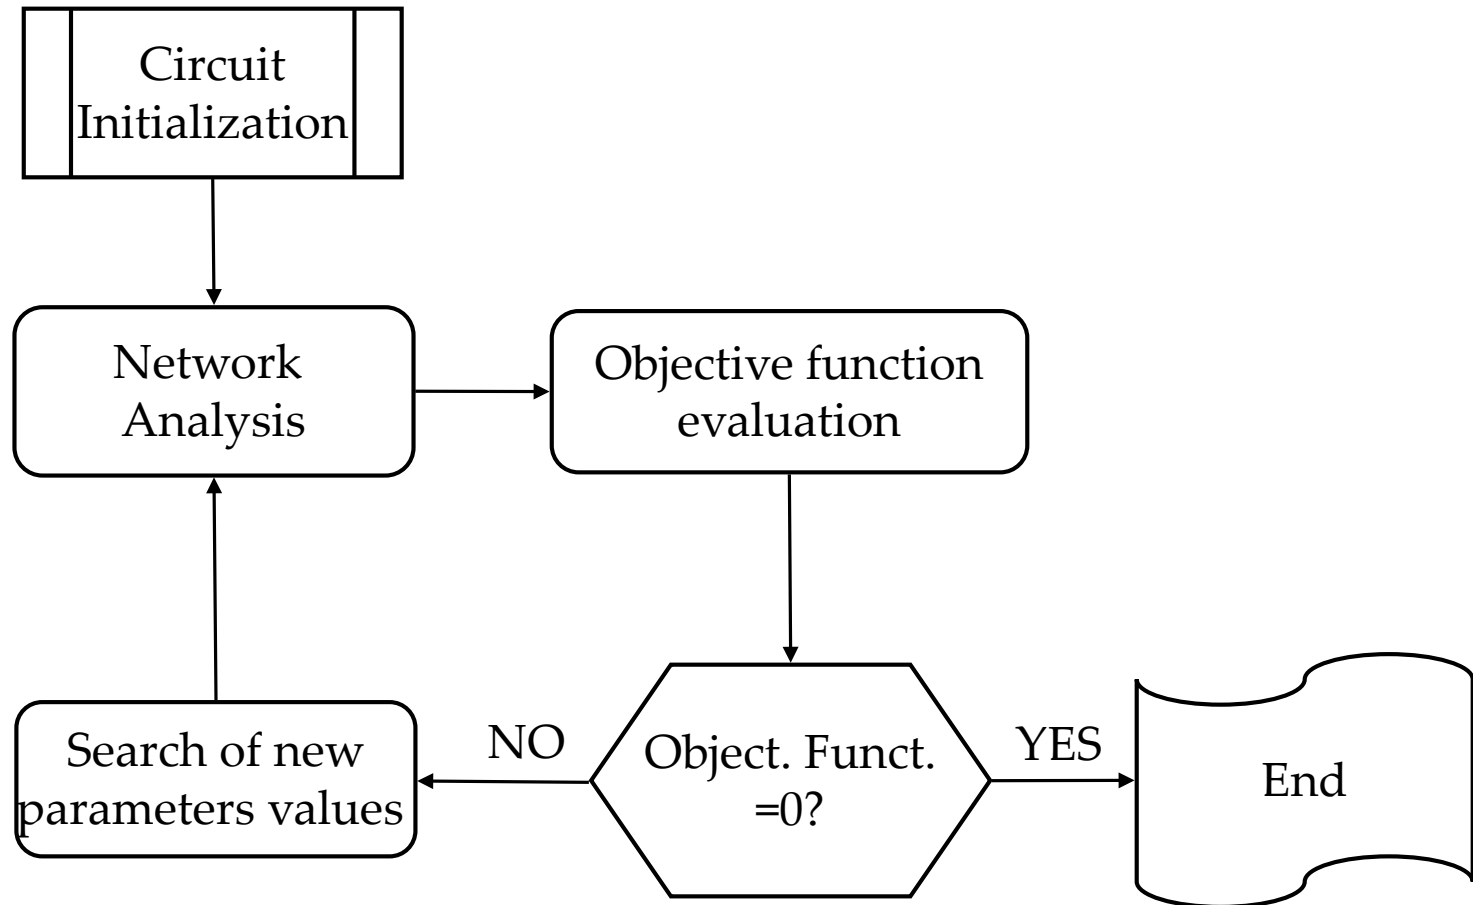 Circuit
Initialization
Network
Analysis
Objective function
evaluation
Search of new
parameters values
NO
Object. Funct.
=0?
YES
End